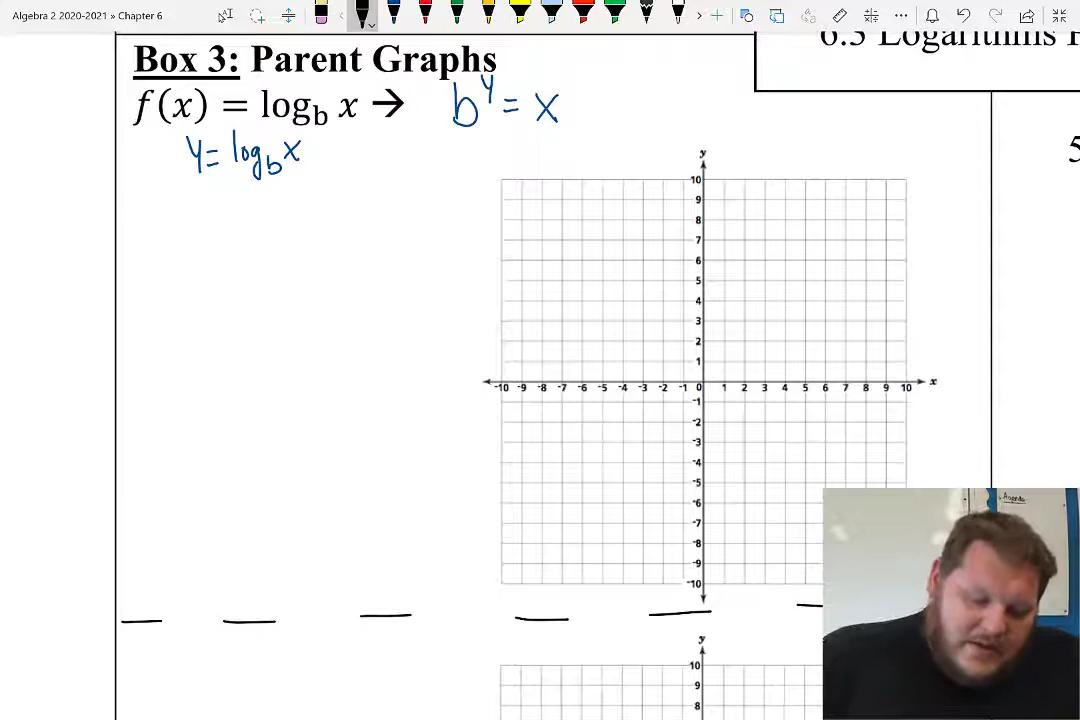 Algebra 2 2020-2021 » Chapter 6
Box 3: Parent Graphs
6.3 Logarithms
f(x) = log_b x → b^y = x
y = log_b x
5
y
10
9
8
7
6
5
4
3
2
1
-10 -9 -8 -7 -6 -5 -4 -3 -2 -1 0 1 2 3 4 5 6 7 8 9 10 x
-1
-2
-3
-4
-5
-6
-7
-8
-9
-10
Agenda
y
10
9
8